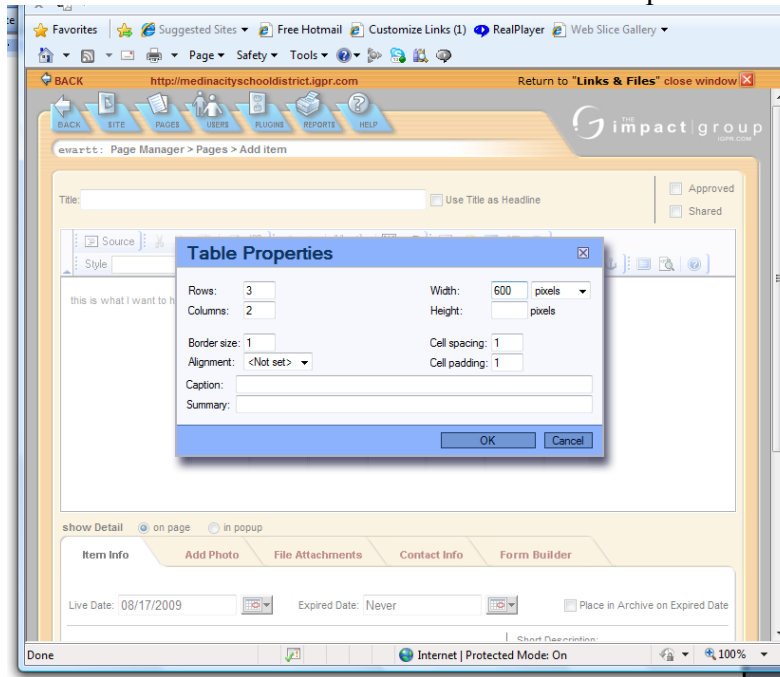 Favorites Suggested Sites Free Hotmail Customize Links (1) RealPlayer Web Slice Gallery
Page Safety Tools
BACK http://medinacityschooldistrict.igpr.com Return to "Links & Files" close window
BACK SITE PAGES USERS PLUGINS REPORTS HELP
THE impact group
IGPR.COM
ewartt: Page Manager > Pages > Add item
Title: Use Title as Headline Approved
Shared
Source
Style
this is what I want to h
Table Properties
Rows: 3 Width: 600 pixels
Columns: 2 Height: pixels
Border size: 1 Cell spacing: 1
Alignment: <Not set> Cell padding: 1
Caption:
Summary:
OK Cancel
show Detail on page in popup
Item Info Add Photo File Attachments Contact Info Form Builder
Live Date: 08/17/2009 Expired Date: Never Place in Archive on Expired Date
Short Description:
Done Internet | Protected Mode: On 100%